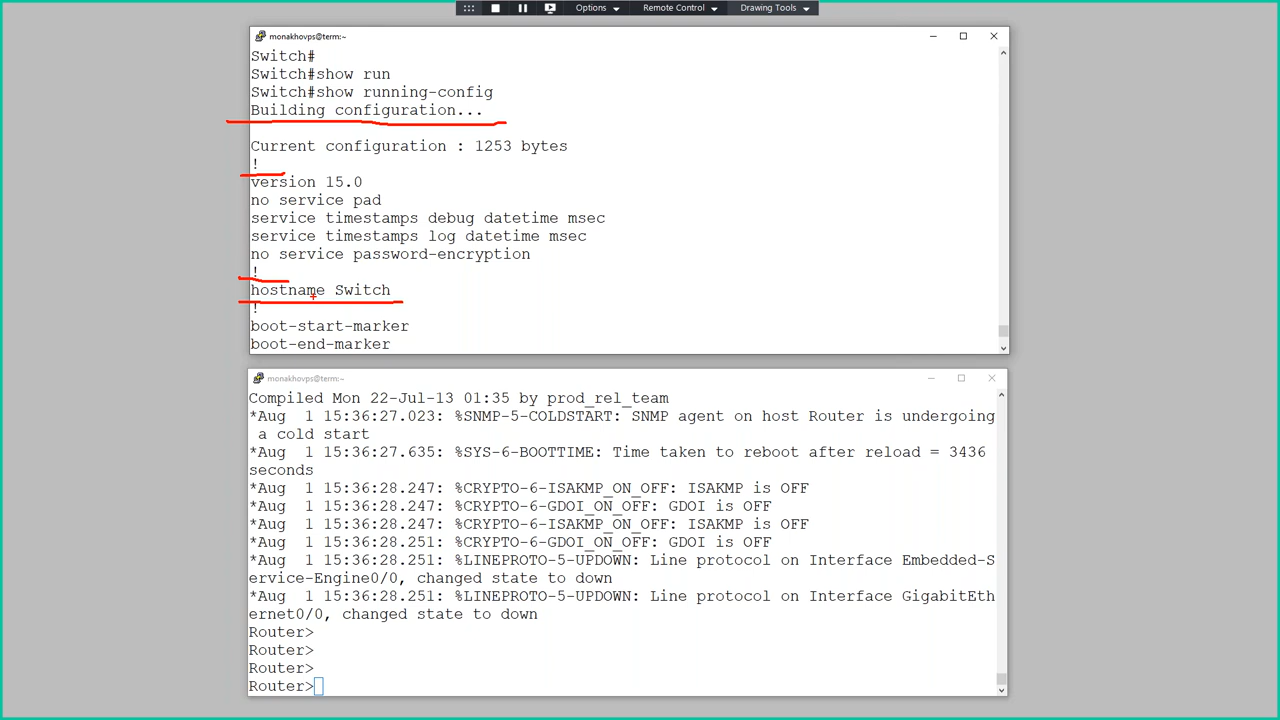 Options
Remote Control
Drawing Tools
monakhovps@term:~
Switch#
Switch#show run
Switch#show running-config
Building configuration...
Current configuration : 1253 bytes
!
version 15.0
no service pad
service timestamps debug datetime msec
service timestamps log datetime msec
no service password-encryption
!
hostname Switch
!
boot-start-marker
boot-end-marker
monakhovps@term:~
Compiled Mon 22-Jul-13 01:35 by prod_rel_team
*Aug  1 15:36:27.023: %SNMP-5-COLDSTART: SNMP agent on host Router is undergoing
 a cold start
*Aug  1 15:36:27.635: %SYS-6-BOOTTIME: Time taken to reboot after reload = 3436
seconds
*Aug  1 15:36:28.247: %CRYPTO-6-ISAKMP_ON_OFF: ISAKMP is OFF
*Aug  1 15:36:28.247: %CRYPTO-6-GDOI_ON_OFF: GDOI is OFF
*Aug  1 15:36:28.247: %CRYPTO-6-ISAKMP_ON_OFF: ISAKMP is OFF
*Aug  1 15:36:28.251: %CRYPTO-6-GDOI_ON_OFF: GDOI is OFF
*Aug  1 15:36:28.251: %LINEPROTO-5-UPDOWN: Line protocol on Interface Embedded-S
ervice-Engine0/0, changed state to down
*Aug  1 15:36:28.251: %LINEPROTO-5-UPDOWN: Line protocol on Interface GigabitEth
ernet0/0, changed state to down
Router>
Router>
Router>
Router>